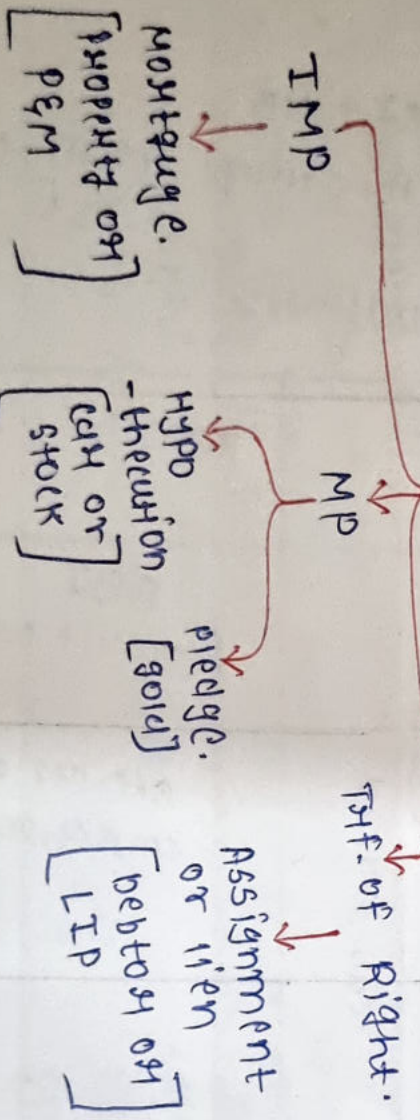 IMP
MP
Trf. of Right.
Mortgage.
[Property or
P&M]
Hypo
-thecation
[car or
stock]
Pledge.
[gold]
Assignment
or lien
[Debtor or
LIP]